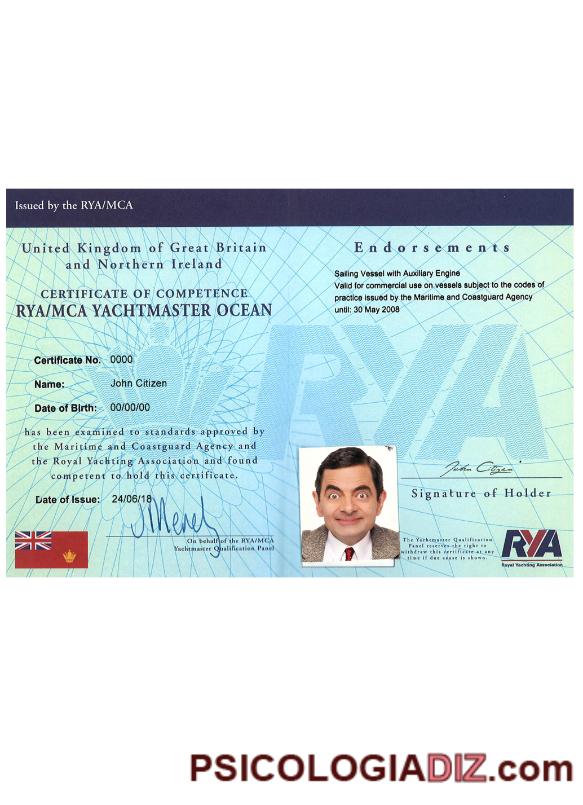 Issued by the RYA/MCA
United Kingdom of Great Britain
and Northern Ireland
CERTIFICATE OF COMPETENCE
RYA/MCA YACHTMASTER OCEAN
Certificate No. 0000
Name: John Citizen
Date of Birth: 00/00/00
has been examined to standards approved by
the Maritime and Coastguard Agency and
the Royal Yachting Association and found
competent to hold this certificate.
Date of Issue: 24/06/18
On behalf of the RYA/MCA
Yachtmaster Qualification Panel
Endorsements
Sailing Vessel with Auxillary Engine
Valid for commercial use on vessels subject to the codes of
practice issued by the Maritime and Coastguard Agency
until: 30 May 2008
RYA
John Citizen
Signature of Holder
The Yachtmaster Qualification
Panel reserves the right to
withdraw this certificate at any
time if due cause is shown.
RYA
Royal Yachting Association
PSICOLOGIADIZ.com